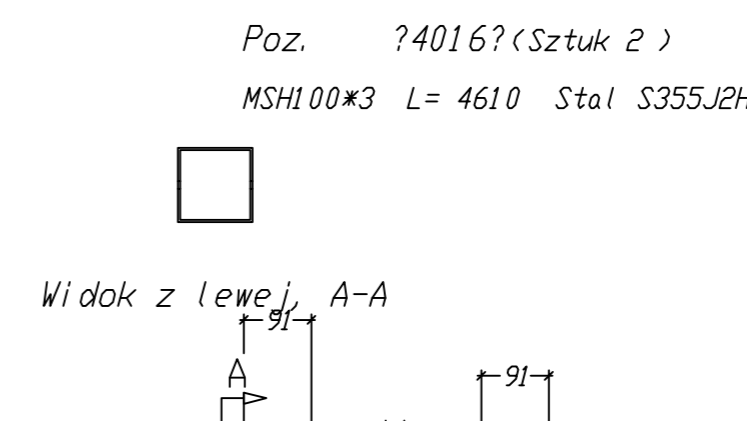 Poz. ?4016?(Sztuk 2 )
MSH100*3 L= 4610 Stal S355J2H
Widok z lewej, A-A
91
A
91